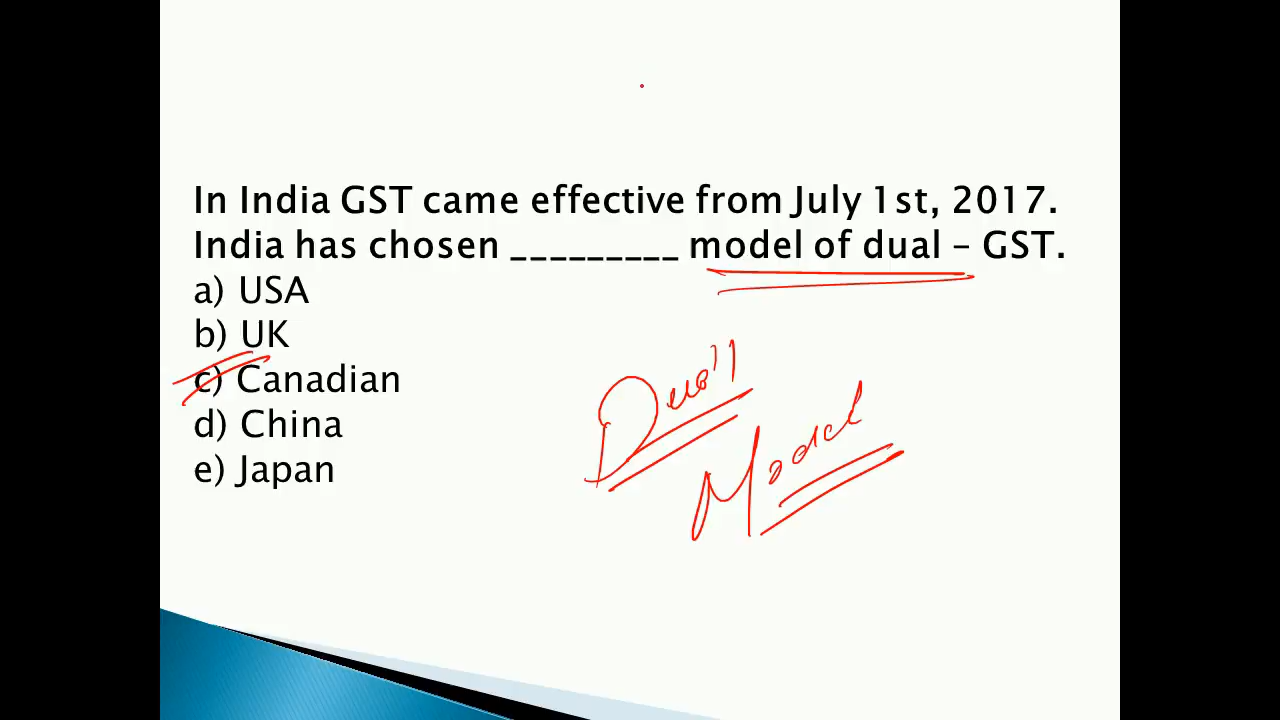 In India GST came effective from July 1st, 2017.
India has chosen _________ model of dual – GST.
a) USA
b) UK
c) Canadian
d) China
e) Japan
Dual
Model